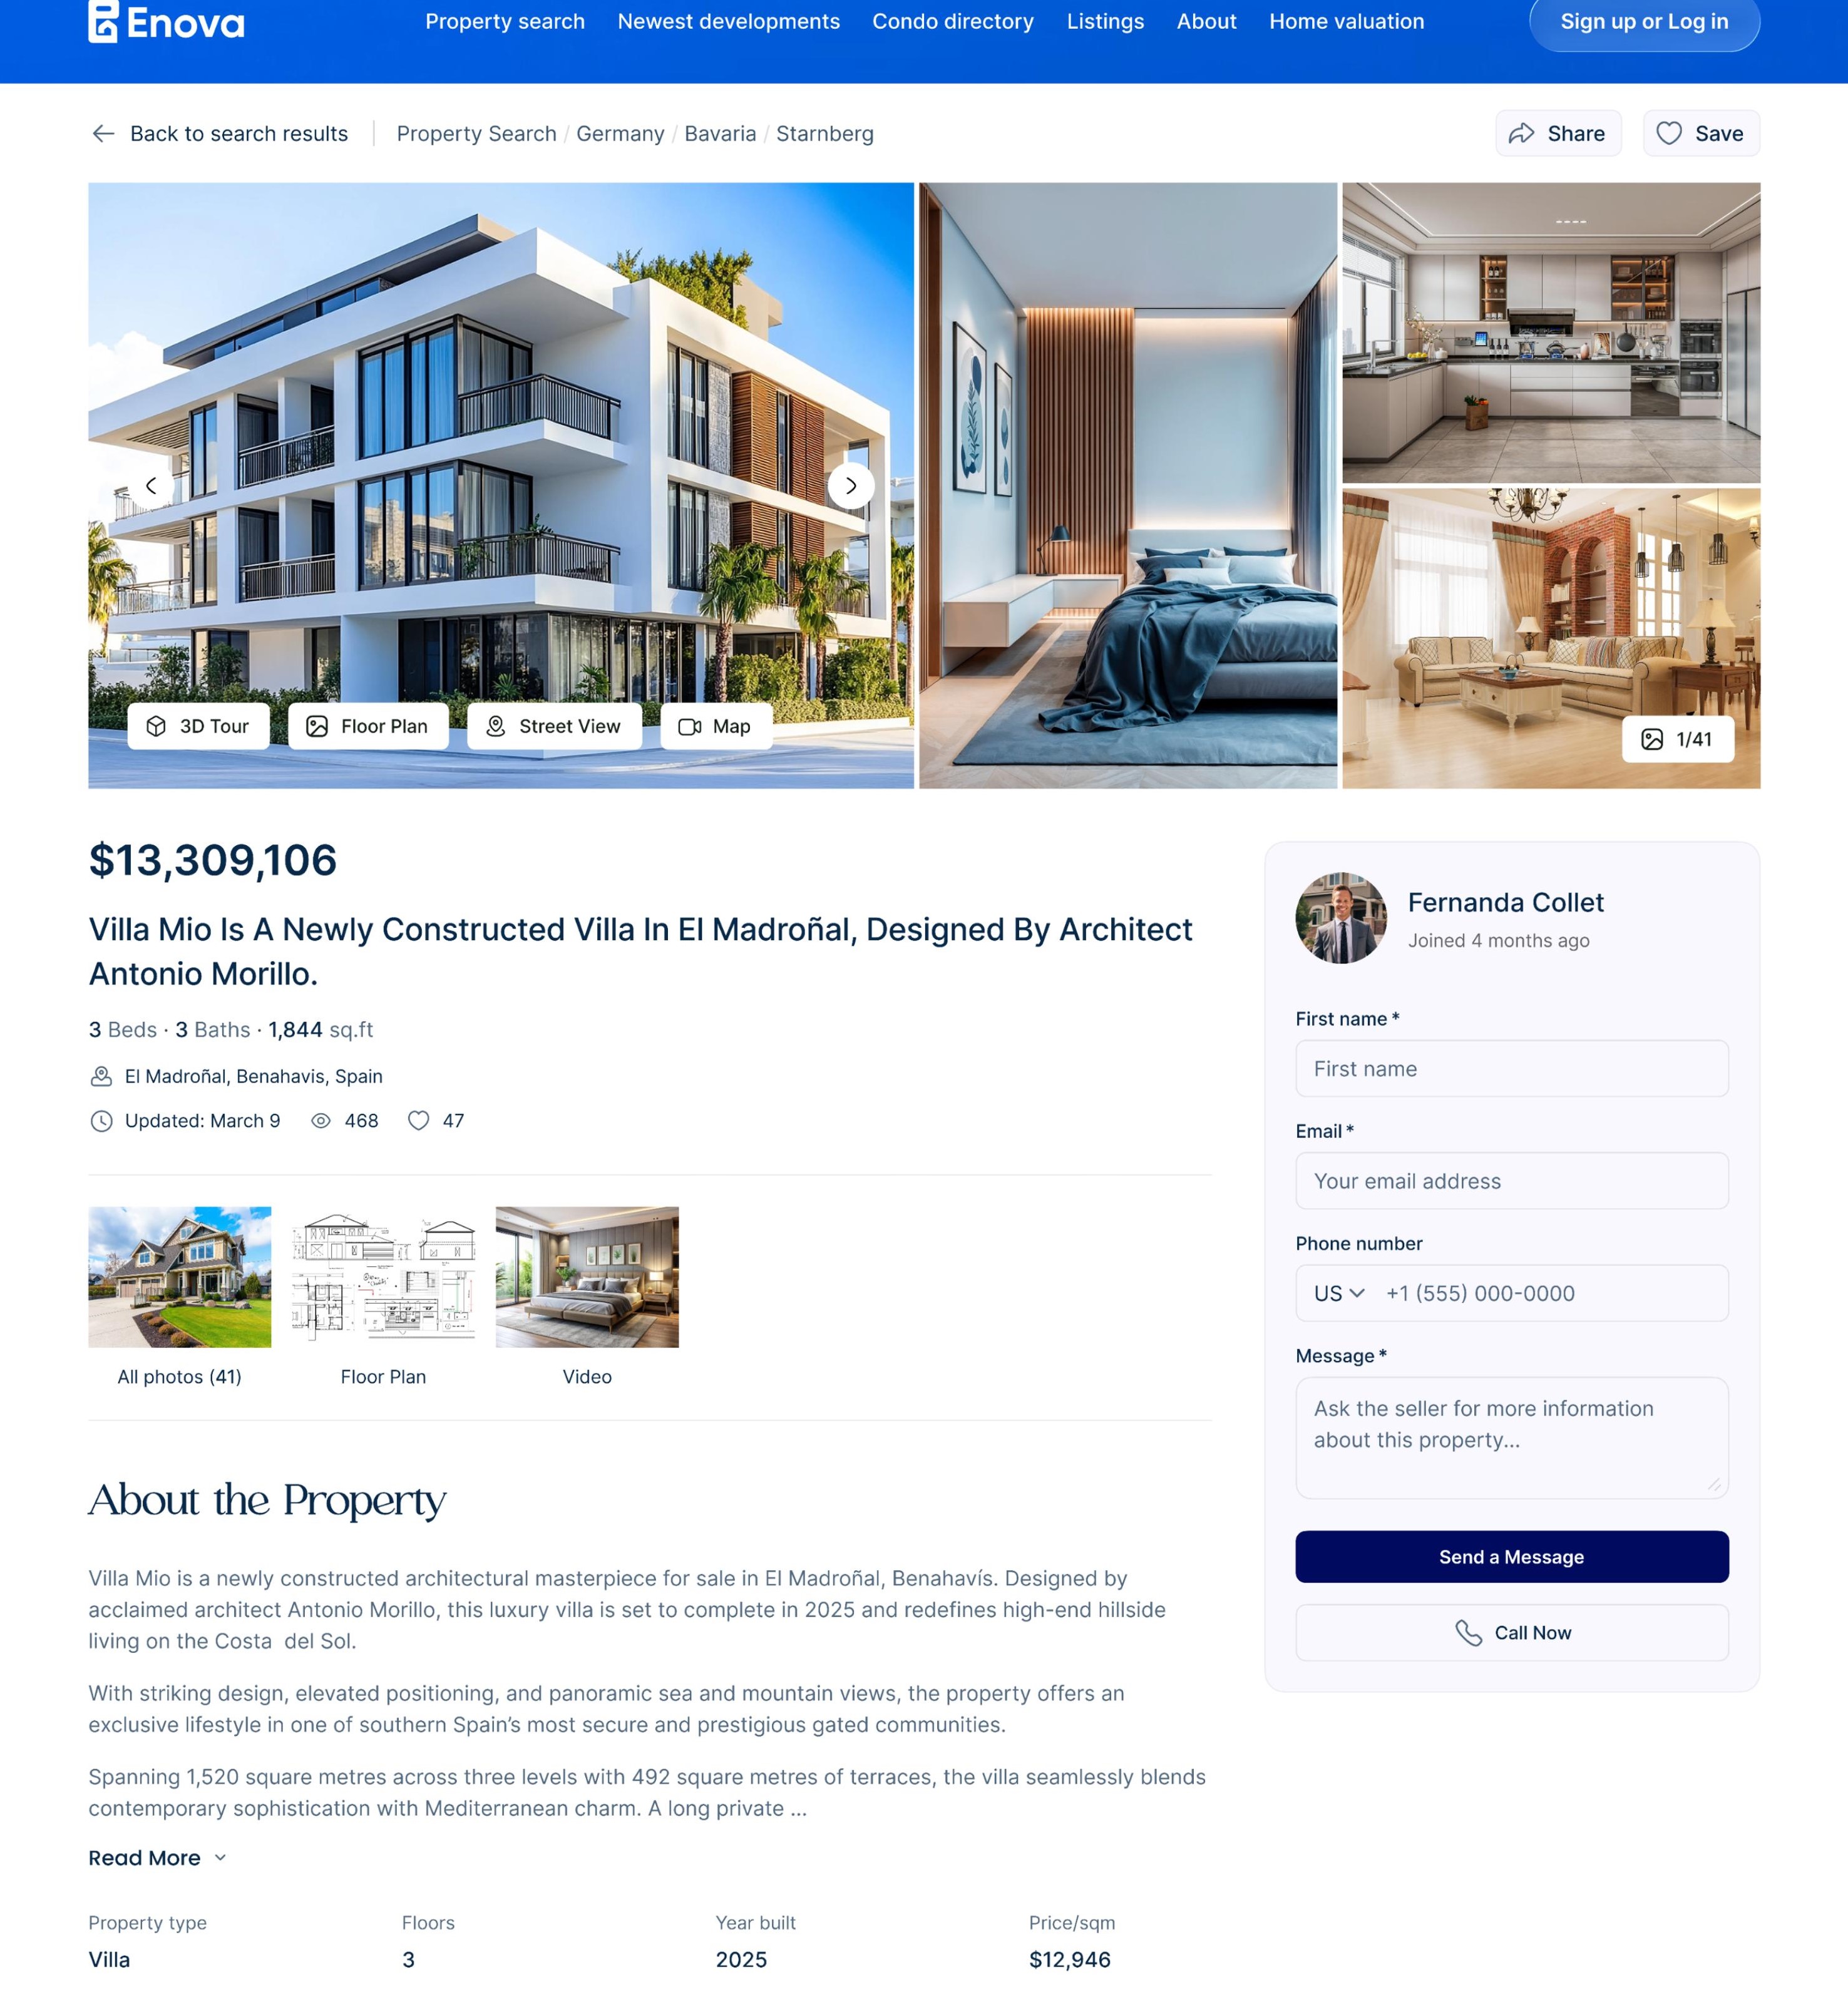 Enova
Property search
Newest developments
Condo directory
Listings
About
Home valuation
Sign up or Log in
Back to search results
Property Search / Germany / Bavaria / Starnberg
Share
Save
3D Tour
Floor Plan
Street View
Map
1/41
$13,309,106
Villa Mio Is A Newly Constructed Villa In El Madroñal, Designed By Architect
Antonio Morillo.
3 Beds · 3 Baths · 1,844 sq.ft
El Madroñal, Benahavis, Spain
Updated: March 9
468
47
All photos (41)
Floor Plan
Video
About the Property
Villa Mio is a newly constructed architectural masterpiece for sale in El Madroñal, Benahavís. Designed by
acclaimed architect Antonio Morillo, this luxury villa is set to complete in 2025 and redefines high-end hillside
living on the Costa  del Sol.
With striking design, elevated positioning, and panoramic sea and mountain views, the property offers an
exclusive lifestyle in one of southern Spain’s most secure and prestigious gated communities.
Spanning 1,520 square metres across three levels with 492 square metres of terraces, the villa seamlessly blends
contemporary sophistication with Mediterranean charm. A long private ...
Read More
Property type
Villa
Floors
3
Year built
2025
Price/sqm
$12,946
Fernanda Collet
Joined 4 months ago
First name *
First name
Email *
Your email address
Phone number
US
+1 (555) 000-0000
Message *
Ask the seller for more information
about this property...
Send a Message
Call Now